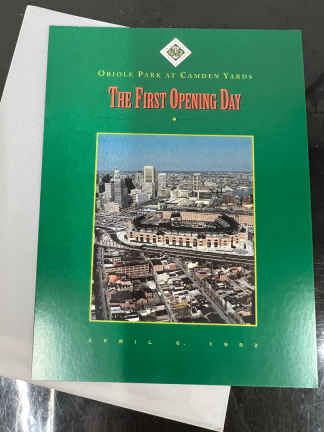 ORIOLE PARK AT CAMDEN YARDS
THE FIRST OPENING DAY
APRIL 6, 1992